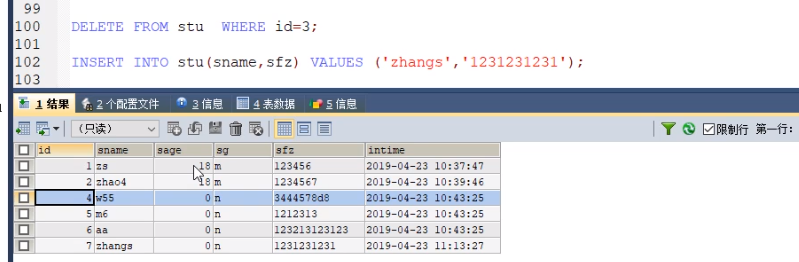 99
100 DELETE FROM stu WHERE id=3;
101
102 INSERT INTO stu(sname,sfz) VALUES ('zhangs','1231231231');
103
1 结果 2 个配置文件 3 信息 4 表数据 5 信息
(只读) 限制行 第一行:
id sname sage sg sfz intime
1 zs 18 m 123456 2019-04-23 10:37:47
2 zhao4 18 m 1234567 2019-04-23 10:39:46
4 w55 0 n 3444578d8 2019-04-23 10:43:25
5 m6 0 n 1212313 2019-04-23 10:43:25
6 aa 0 n 123213123123 2019-04-23 10:43:25
7 zhangs 0 n 1231231231 2019-04-23 11:13:27